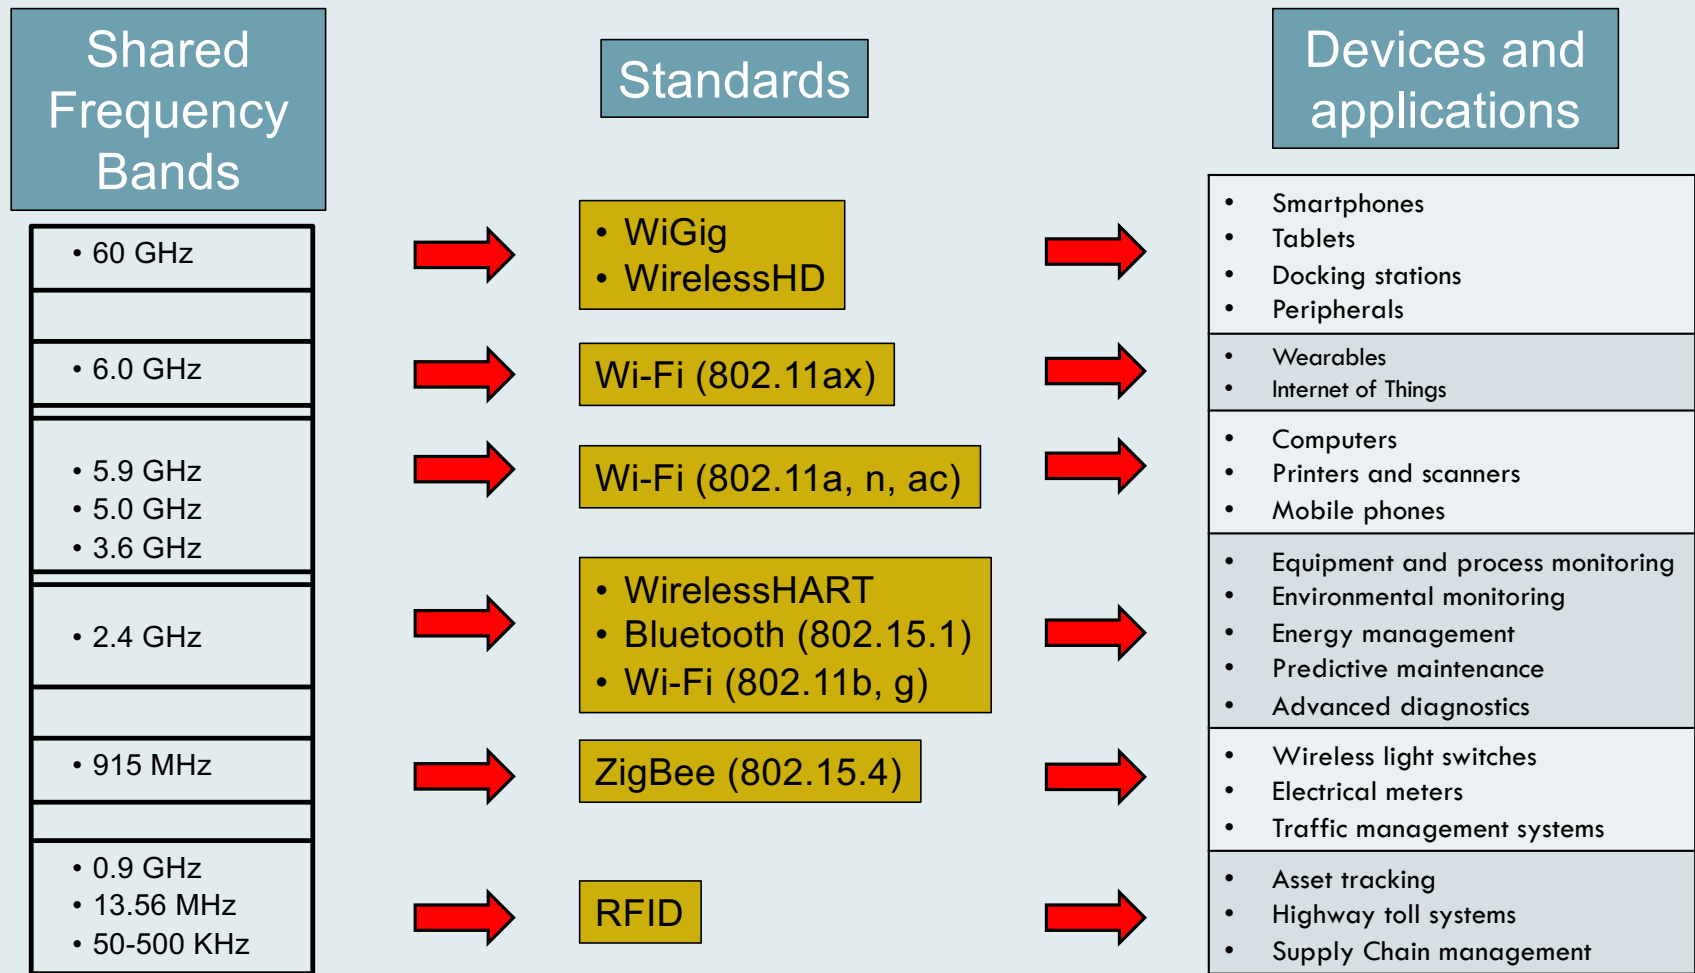 Shared
Frequency
Bands
Standards
Devices and
applications
• 60 GHz
• WiGig
• WirelessHD
• Smartphones
• Tablets
• Docking stations
• Peripherals
• 6.0 GHz
Wi-Fi (802.11ax)
• Wearables
• Internet of Things
• 5.9 GHz
• 5.0 GHz
• 3.6 GHz
Wi-Fi (802.11a, n, ac)
• Computers
• Printers and scanners
• Mobile phones
• 2.4 GHz
• WirelessHART
• Bluetooth (802.15.1)
• Wi-Fi (802.11b, g)
• Equipment and process monitoring
• Environmental monitoring
• Energy management
• Predictive maintenance
• Advanced diagnostics
• 915 MHz
ZigBee (802.15.4)
• Wireless light switches
• Electrical meters
• Traffic management systems
• 0.9 GHz
• 13.56 MHz
• 50-500 KHz
RFID
• Asset tracking
• Highway toll systems
• Supply Chain management